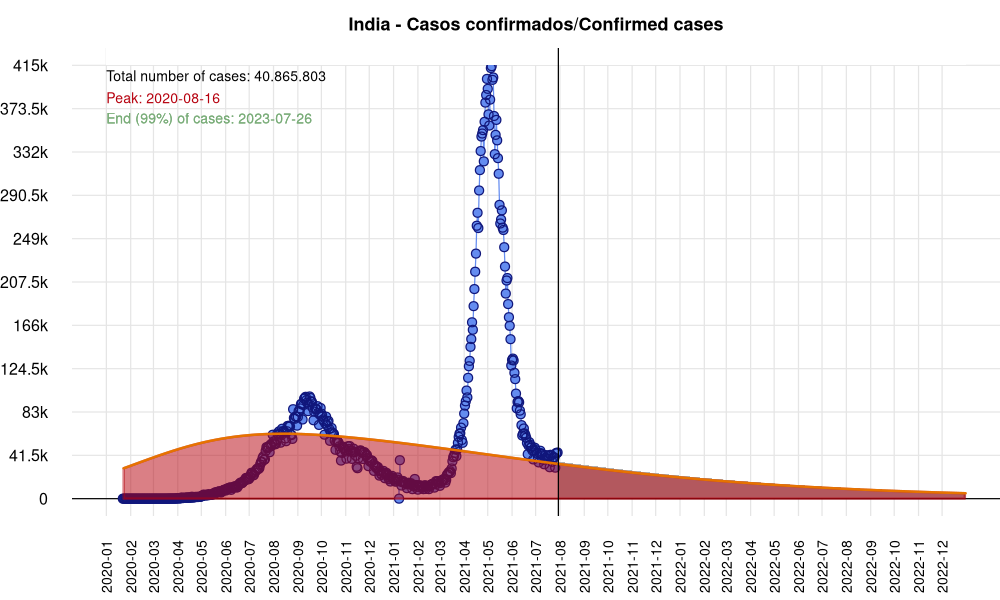 India - Casos confirmados/Confirmed cases
415k
Total number of cases: 40.865.803
Peak: 2020-08-16
373.5k
End (99%) of cases: 2023-07-26
332k
290.5k
249k
207.5k
166k
124.5k
83k
41.5k
0
2020-01
2020-02
2020-03
2020-04
2020-05
2020-06
2020-07
2020-08
2020-09
2020-10
2020-11
2020-12
2021-01
2021-02
2021-03
2021-04
2021-05
2021-06
2021-07
2021-08
2021-09
2021-10
2021-11
2021-12
2022-01
2022-02
2022-03
2022-04
2022-05
2022-06
2022-07
2022-08
2022-09
2022-10
2022-11
2022-12